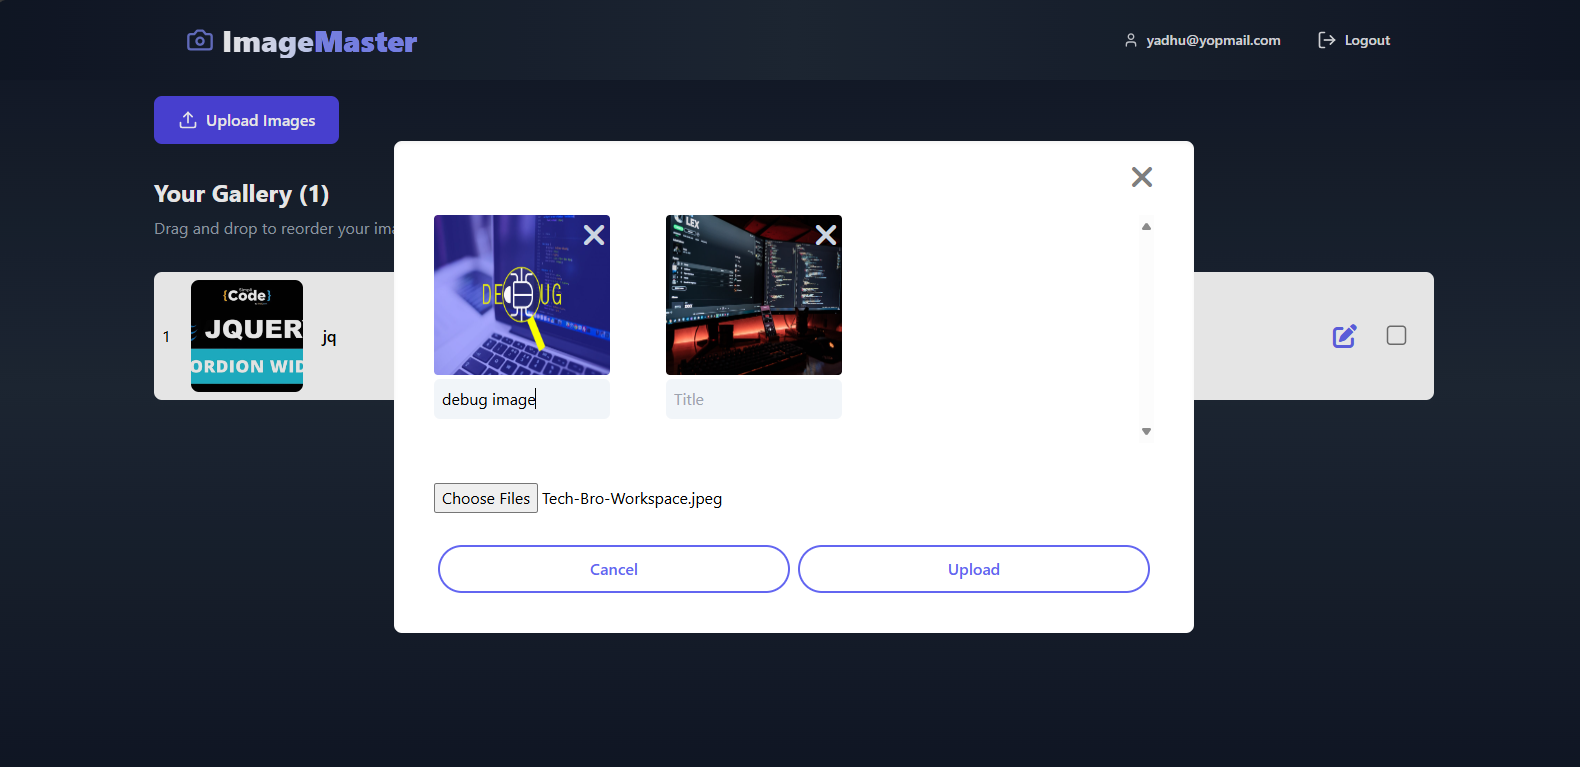 ImageMaster
yadhu@yopmail.com
Logout
Upload Images
Your Gallery (1)
Drag and drop to reorder your ima
1
{Code}
JQUER
ORDION WID
jq
DEBUG
LEX
debug image
Title
Choose Files Tech-Bro-Workspace.jpeg
Cancel
Upload